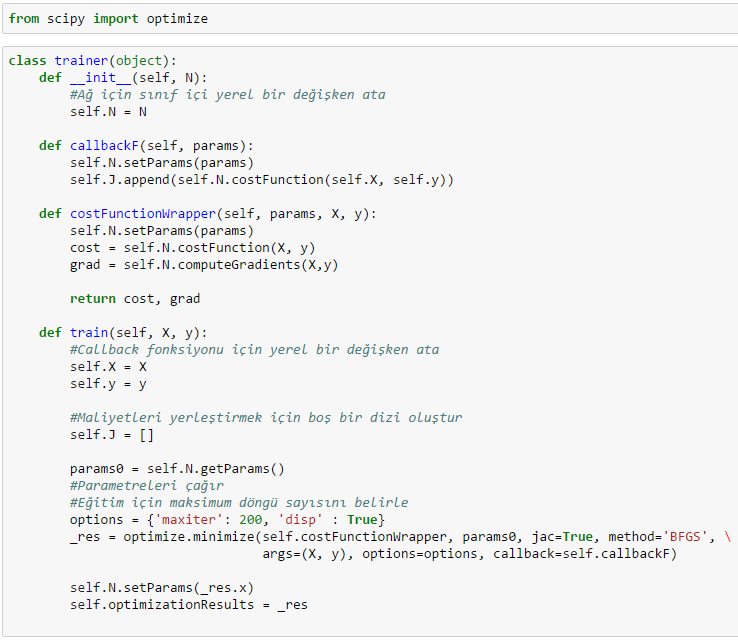 from scipy import optimize
class trainer(object):
    def __init__(self, N):
        #Ağ için sınıf içi yerel bir değişken ata
        self.N = N
    def callbackF(self, params):
        self.N.setParams(params)
        self.J.append(self.N.costFunction(self.X, self.y))
    def costFunctionWrapper(self, params, X, y):
        self.N.setParams(params)
        cost = self.N.costFunction(X, y)
        grad = self.N.computeGradients(X,y)
        return cost, grad
    def train(self, X, y):
        #Callback fonksiyonu için yerel bir değişken ata
        self.X = X
        self.y = y
        #Maliyetleri yerleştirmek için boş bir dizi oluştur
        self.J = []
        params0 = self.N.getParams()
        #Parametreleri çağır
        #Eğitim için maksimum döngü sayısını belirle
        options = {'maxiter': 200, 'disp' : True}
        _res = optimize.minimize(self.costFunctionWrapper, params0, jac=True, method='BFGS', \
                                 args=(X, y), options=options, callback=self.callbackF)
        self.N.setParams(_res.x)
        self.optimizationResults = _res